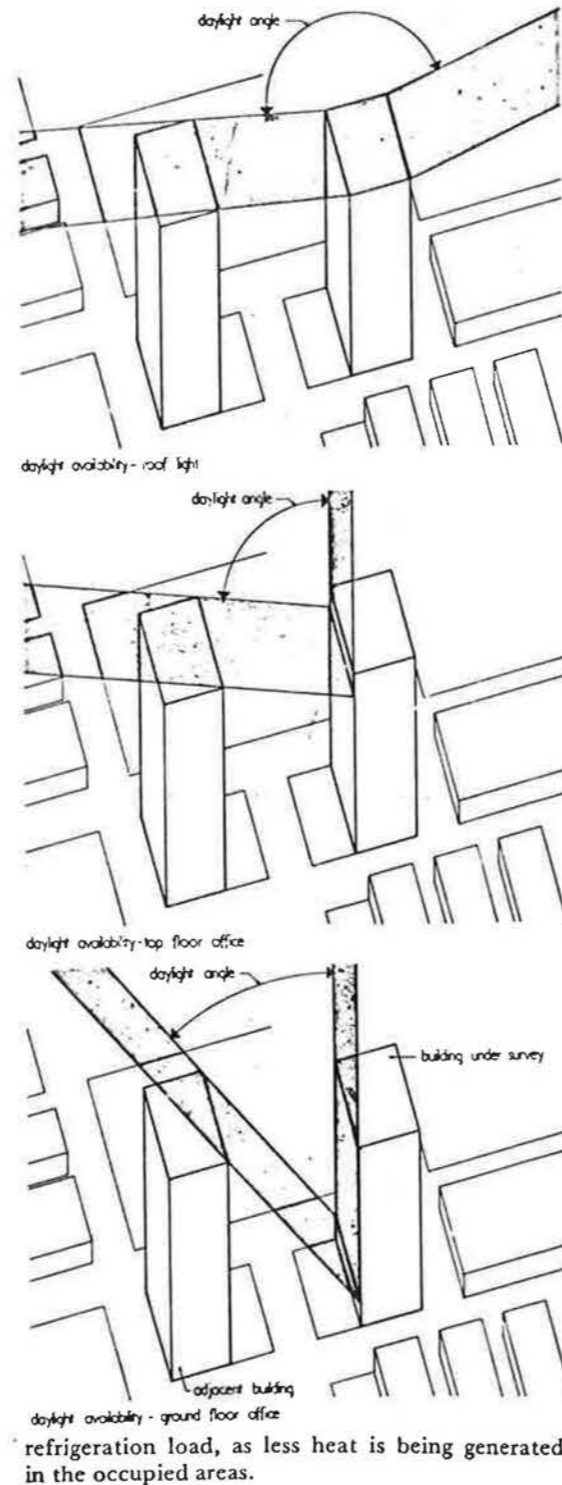 daylight angle
daylight availability - roof light
daylight angle
daylight availability - top floor office
daylight angle
building under survey
adjacent building
daylight availability - ground floor office
refrigeration load, as less heat is being generated
in the occupied areas.